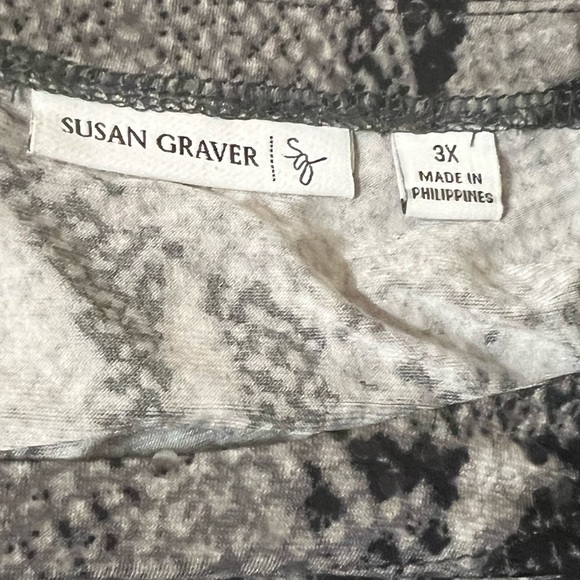 SUSAN GRAVER
sg
3X
MADE IN
PHILIPPINES